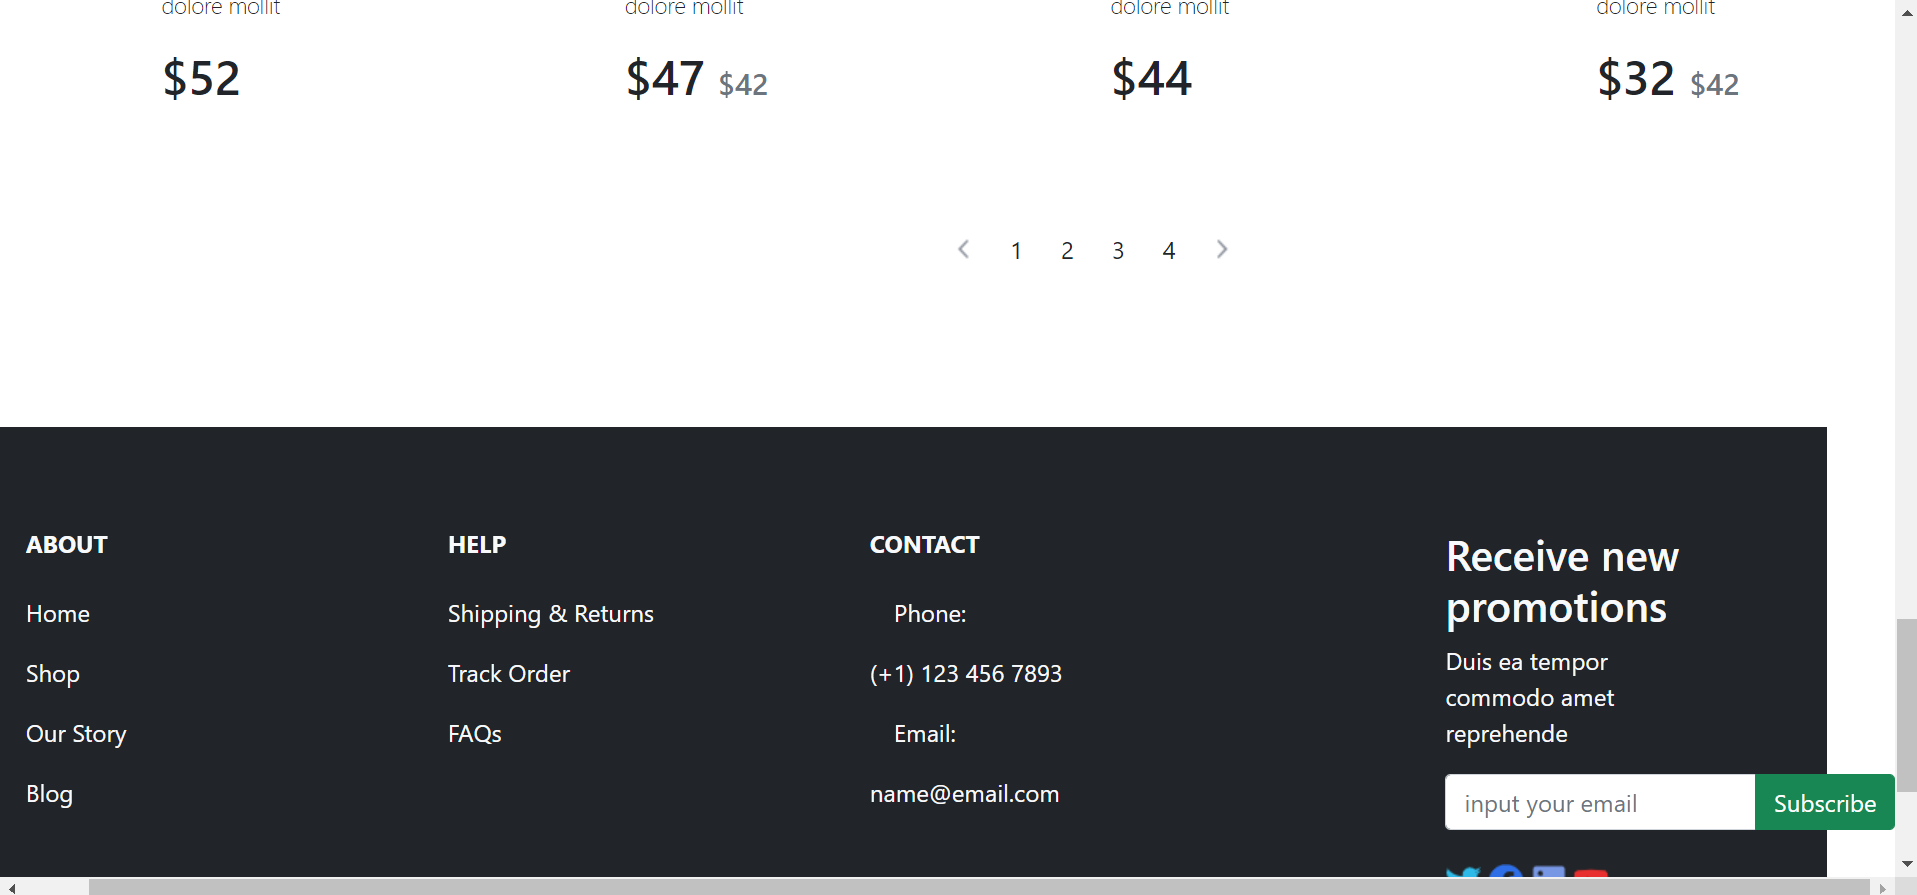 dolore mollit dolore mollit dolore mollit dolore mollit
$52 $47 $42 $44 $32 $42
1 2 3 4
ABOUT
Home
Shop
Our Story
Blog
HELP
Shipping & Returns
Track Order
FAQs
CONTACT
Phone:
(+1) 123 456 7893
Email:
name@email.com
Receive new
promotions
Duis ea tempor
commodo amet
reprehende
input your email Subscribe